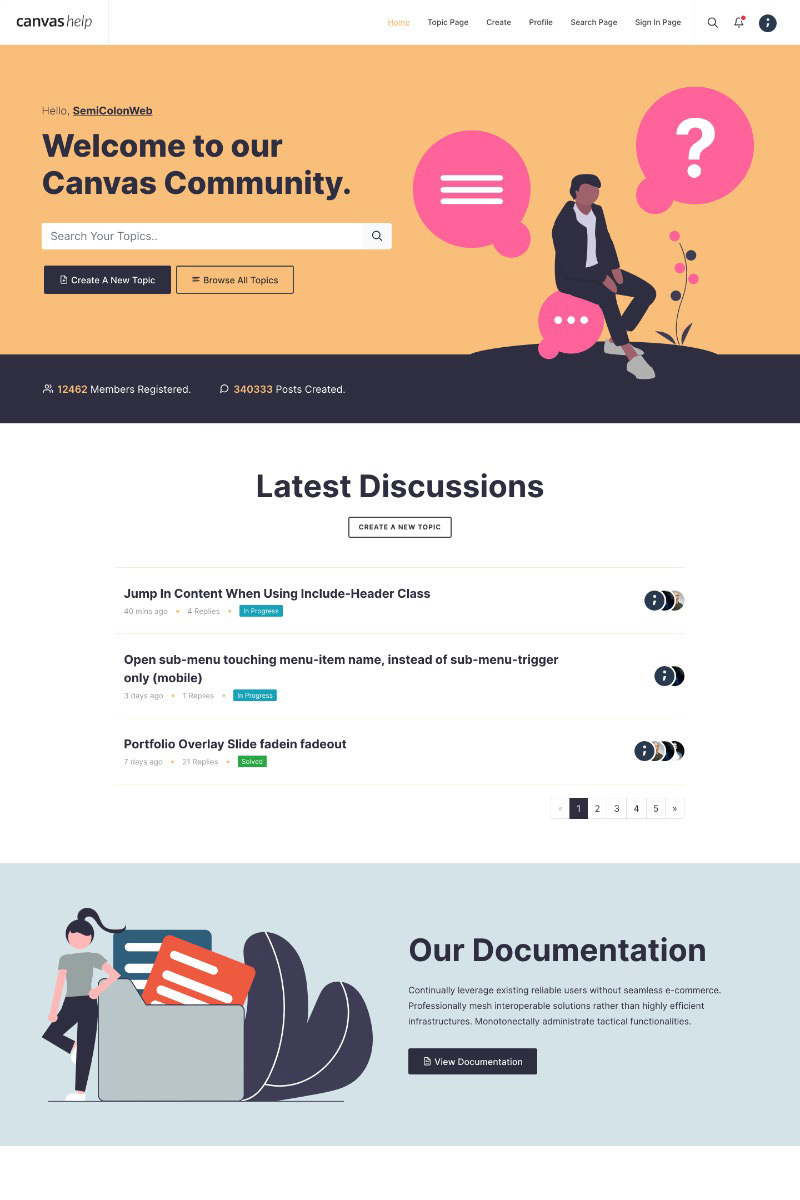 canvas help
Home Topic Page Create Profile Search Page Sign In Page
Hello, SemiColonWeb
Welcome to our
Canvas Community.
?
Search Your Topics..
Create A New Topic Browse All Topics
12462 Members Registered. 340333 Posts Created.
Latest Discussions
CREATE A NEW TOPIC
Jump In Content When Using Include-Header Class
40 mins ago • 4 Replies • In Progress
Open sub-menu touching menu-item name, instead of sub-menu-trigger
only (mobile)
3 days ago • 1 Replies • In Progress
Portfolio Overlay Slide fadein fadeout
7 days ago • 21 Replies • Solved
« 1 2 3 4 5 »
Our Documentation
Continually leverage existing reliable users without seamless e-commerce.
Professionally mesh interoperable solutions rather than highly efficient
infrastructures. Monotonectally administrate tactical functionalities.
View Documentation